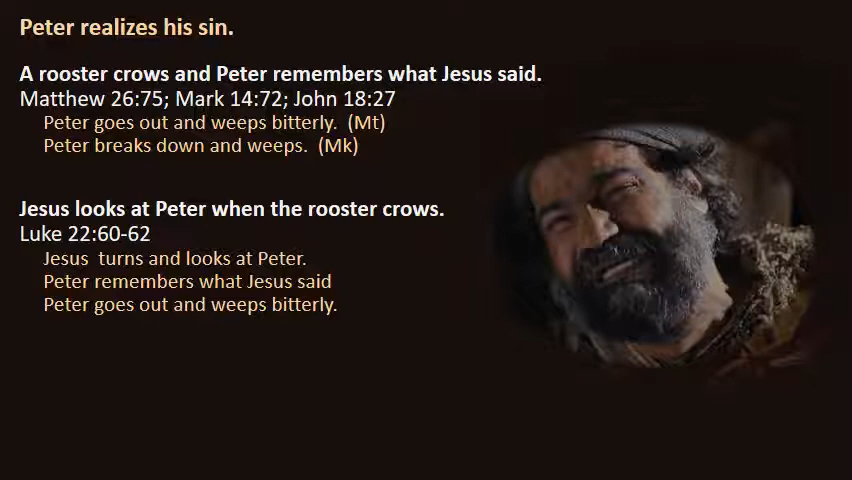 Peter realizes his sin.
A rooster crows and Peter remembers what Jesus said.
Matthew 26:75; Mark 14:72; John 18:27
Peter goes out and weeps bitterly.  (Mt)
Peter breaks down and weeps.  (Mk)
Jesus looks at Peter when the rooster crows.
Luke 22:60-62
Jesus  turns and looks at Peter.
Peter remembers what Jesus said
Peter goes out and weeps bitterly.